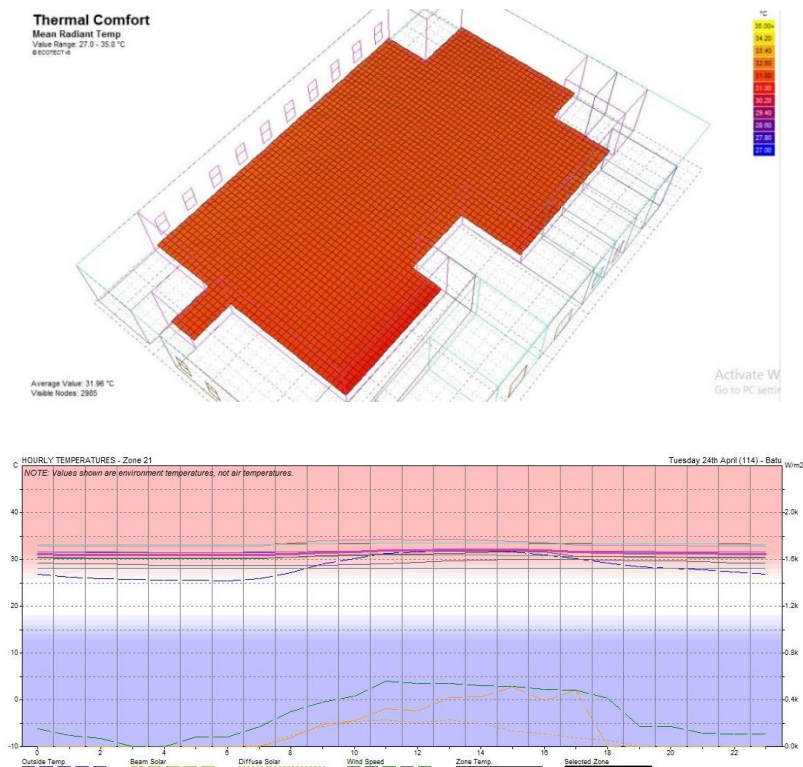 Thermal Comfort
Mean Radiant Temp
Value Range: 27.0 - 35.0 °C
© ECOTECT v5
°C
35.00+
34.20
33.40
32.60
31.80
31.00
30.20
29.40
28.60
27.80
27.00
Average Value: 31.96 °C
Visible Nodes: 2985
Activate W
Go to PC settin
C HOURLY TEMPERATURES - Zone 21 Tuesday 24th April (114) - Batu W/m2
NOTE: Values shown are environment temperatures, not air temperatures.
40 2.0k
30 1.6k
20 1.2k
10 0.8k
0 0.4k
-10 0.0k
0 2 4 6 8 10 12 14 16 18 20 22
Outside Temp. Beam Solar Diffuse Solar Wind Speed Zone Temp. Selected Zone